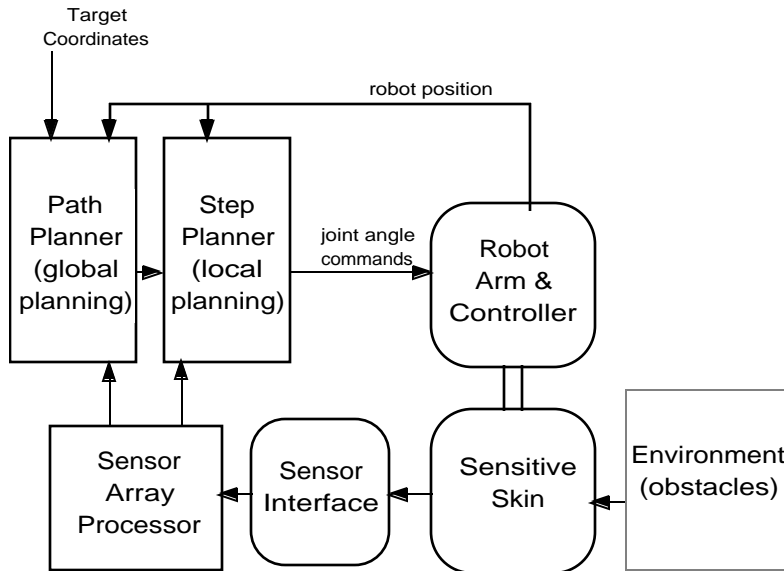 Target
Coordinates
robot position
Path
Planner
(global
planning)
Step
Planner
(local
planning)
joint angle
commands
Robot
Arm &
Controller
Sensor
Array
Processor
Sensor
Interface
Sensitive
Skin
Environment
(obstacles)